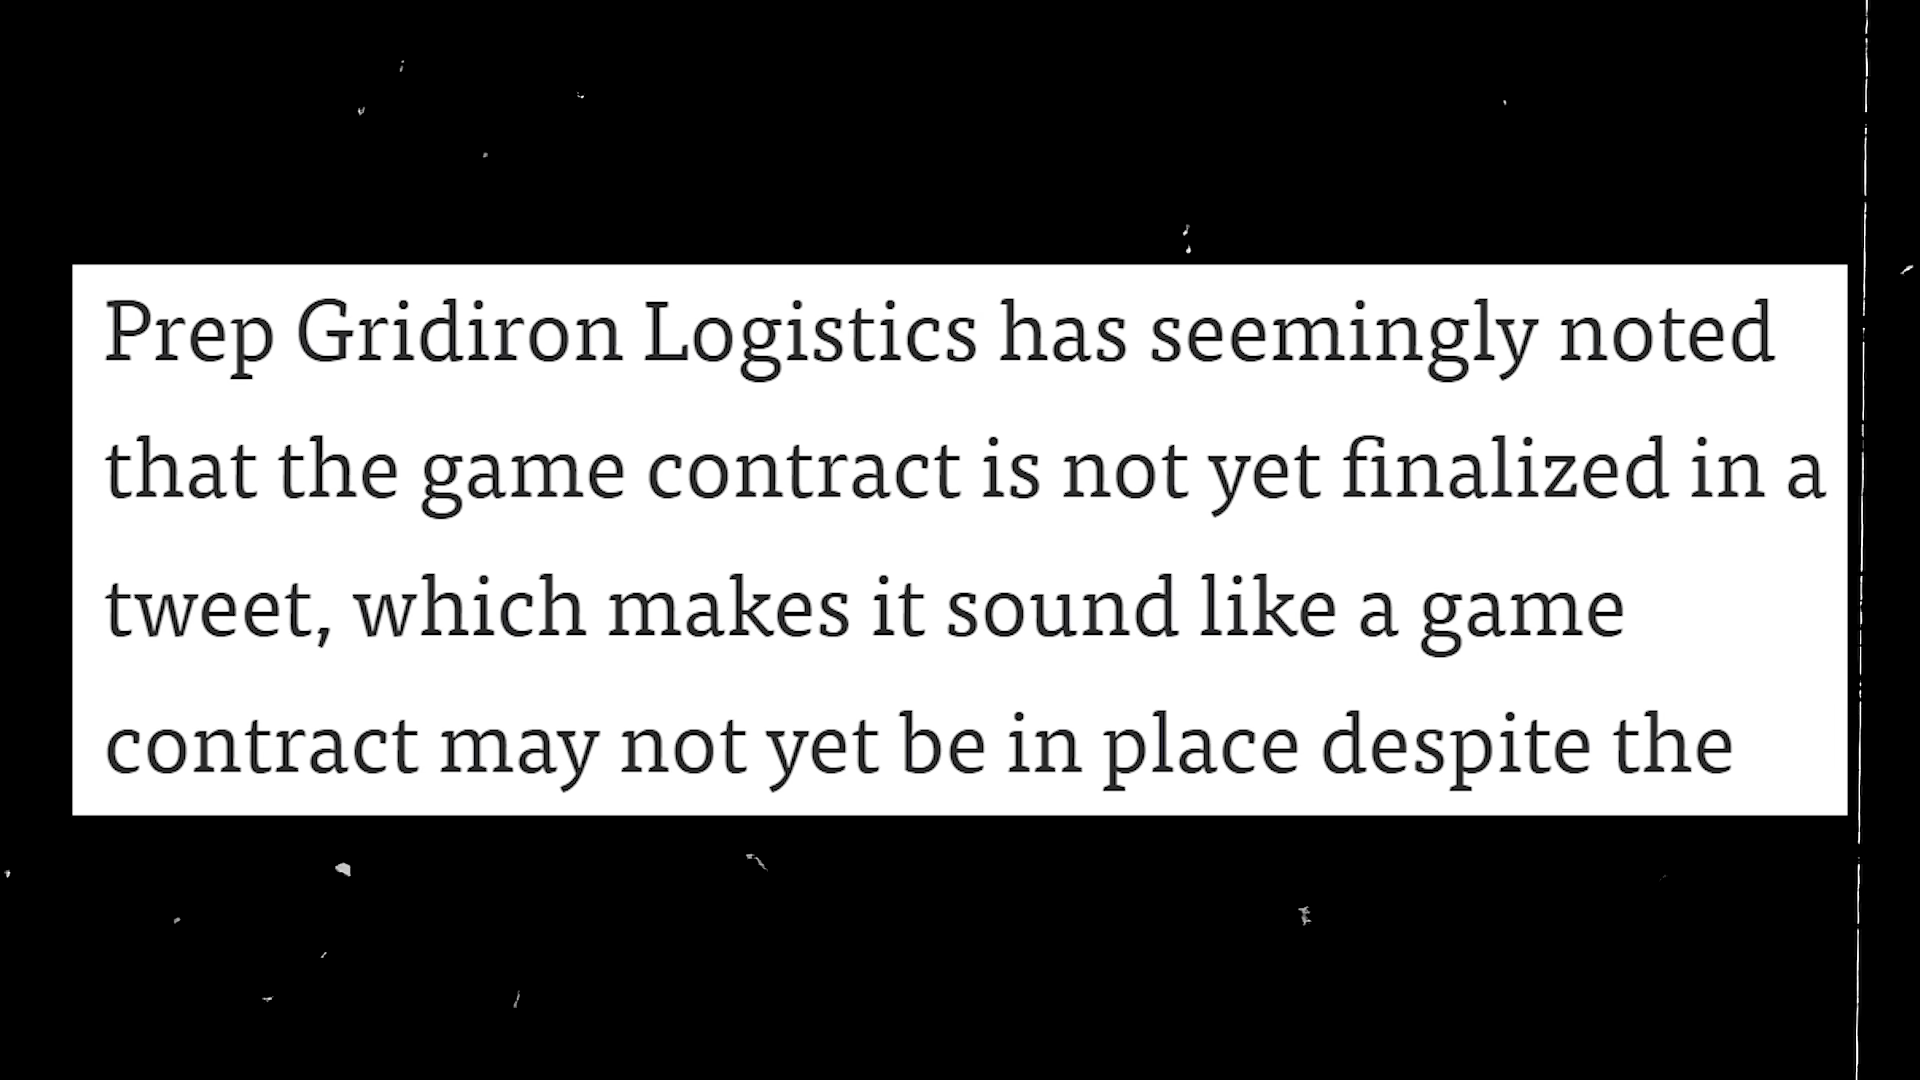 Prep Gridiron Logistics has seemingly noted
that the game contract is not yet finalized in a
tweet, which makes it sound like a game
contract may not yet be in place despite the